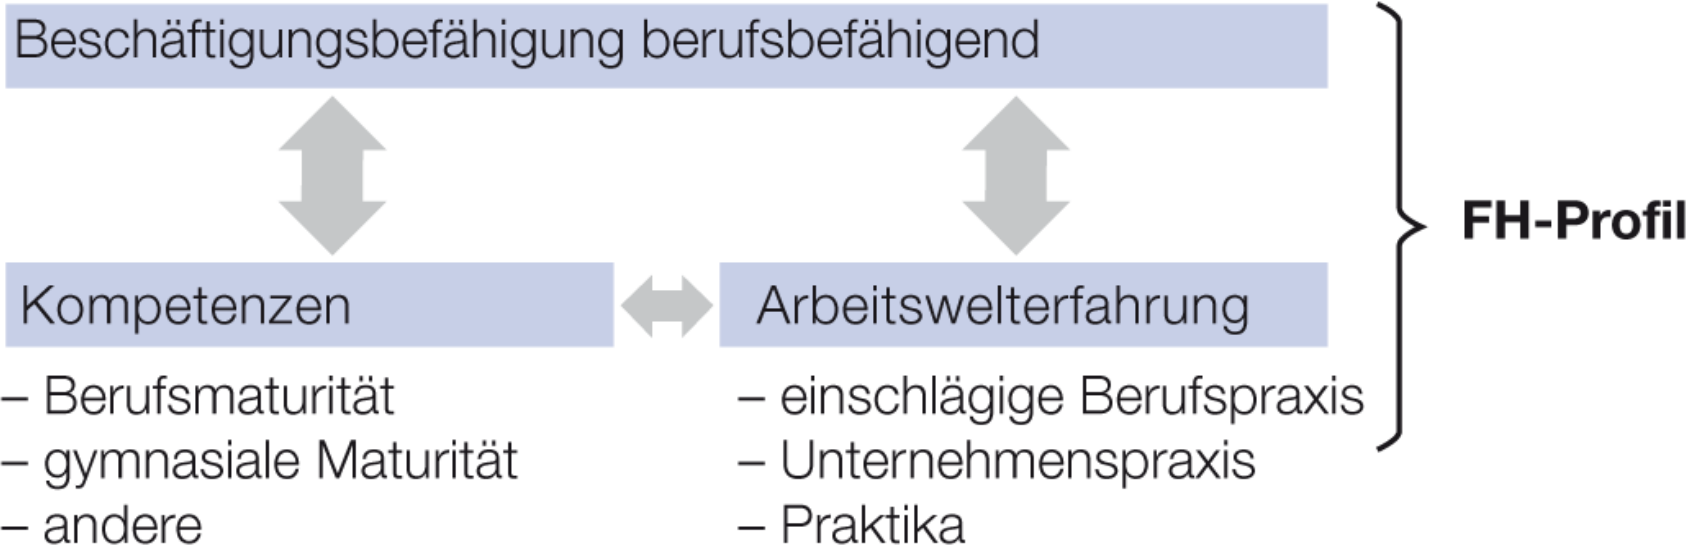 Beschäftigungsbefähigung berufsbefähigend
FH-Profil
Kompetenzen
– Berufsmaturität
– gymnasiale Maturität
– andere
Arbeitswelterfahrung
– einschlägige Berufspraxis
– Unternehmenspraxis
– Praktika